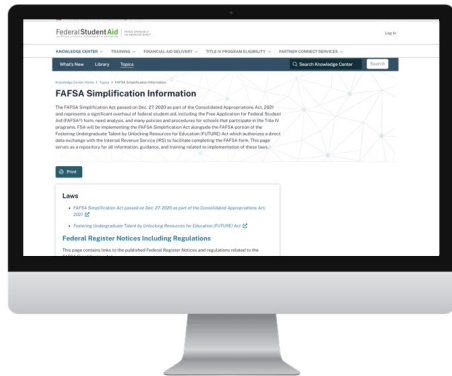 Federal Student Aid
Log In
KNOWLEDGE CENTER
TRAINING
FINANCIAL AID DELIVERY
TITLE IV PROGRAM ELIGIBILITY
PARTNER CONNECT SERVICES
What's New Library Topics
Search Knowledge Center
Search
Knowledge Center Home > Topics > FAFSA Simplification Information
FAFSA Simplification Information
The FAFSA Simplification Act passed on Dec. 27, 2020 as part of the Consolidated Appropriations Act, 2021
and represents a significant overhaul of federal student aid, including the Free Application for Federal Student
Aid (FAFSA®) form, need analysis, and many policies and procedures for schools that participate in the Title IV
programs. FSA will be implementing the FAFSA Simplification Act alongside the FAFSA portion of the
Fostering Undergraduate Talent by Unlocking Resources for Education (FUTURE) Act which authorizes a direct
data exchange with the Internal Revenue Service (IRS) to facilitate completing the FAFSA form. This page
serves as a repository for all information, guidance, and training related to implementation of these laws.
Print
Laws
• FAFSA Simplification Act passed on Dec. 27, 2020 as part of the Consolidated Appropriations Act,
2021
• Fostering Undergraduate Talent by Unlocking Resources for Education (FUTURE) Act
Federal Register Notices Including Regulations
This page contains links to the published Federal Register Notices and regulations related to the